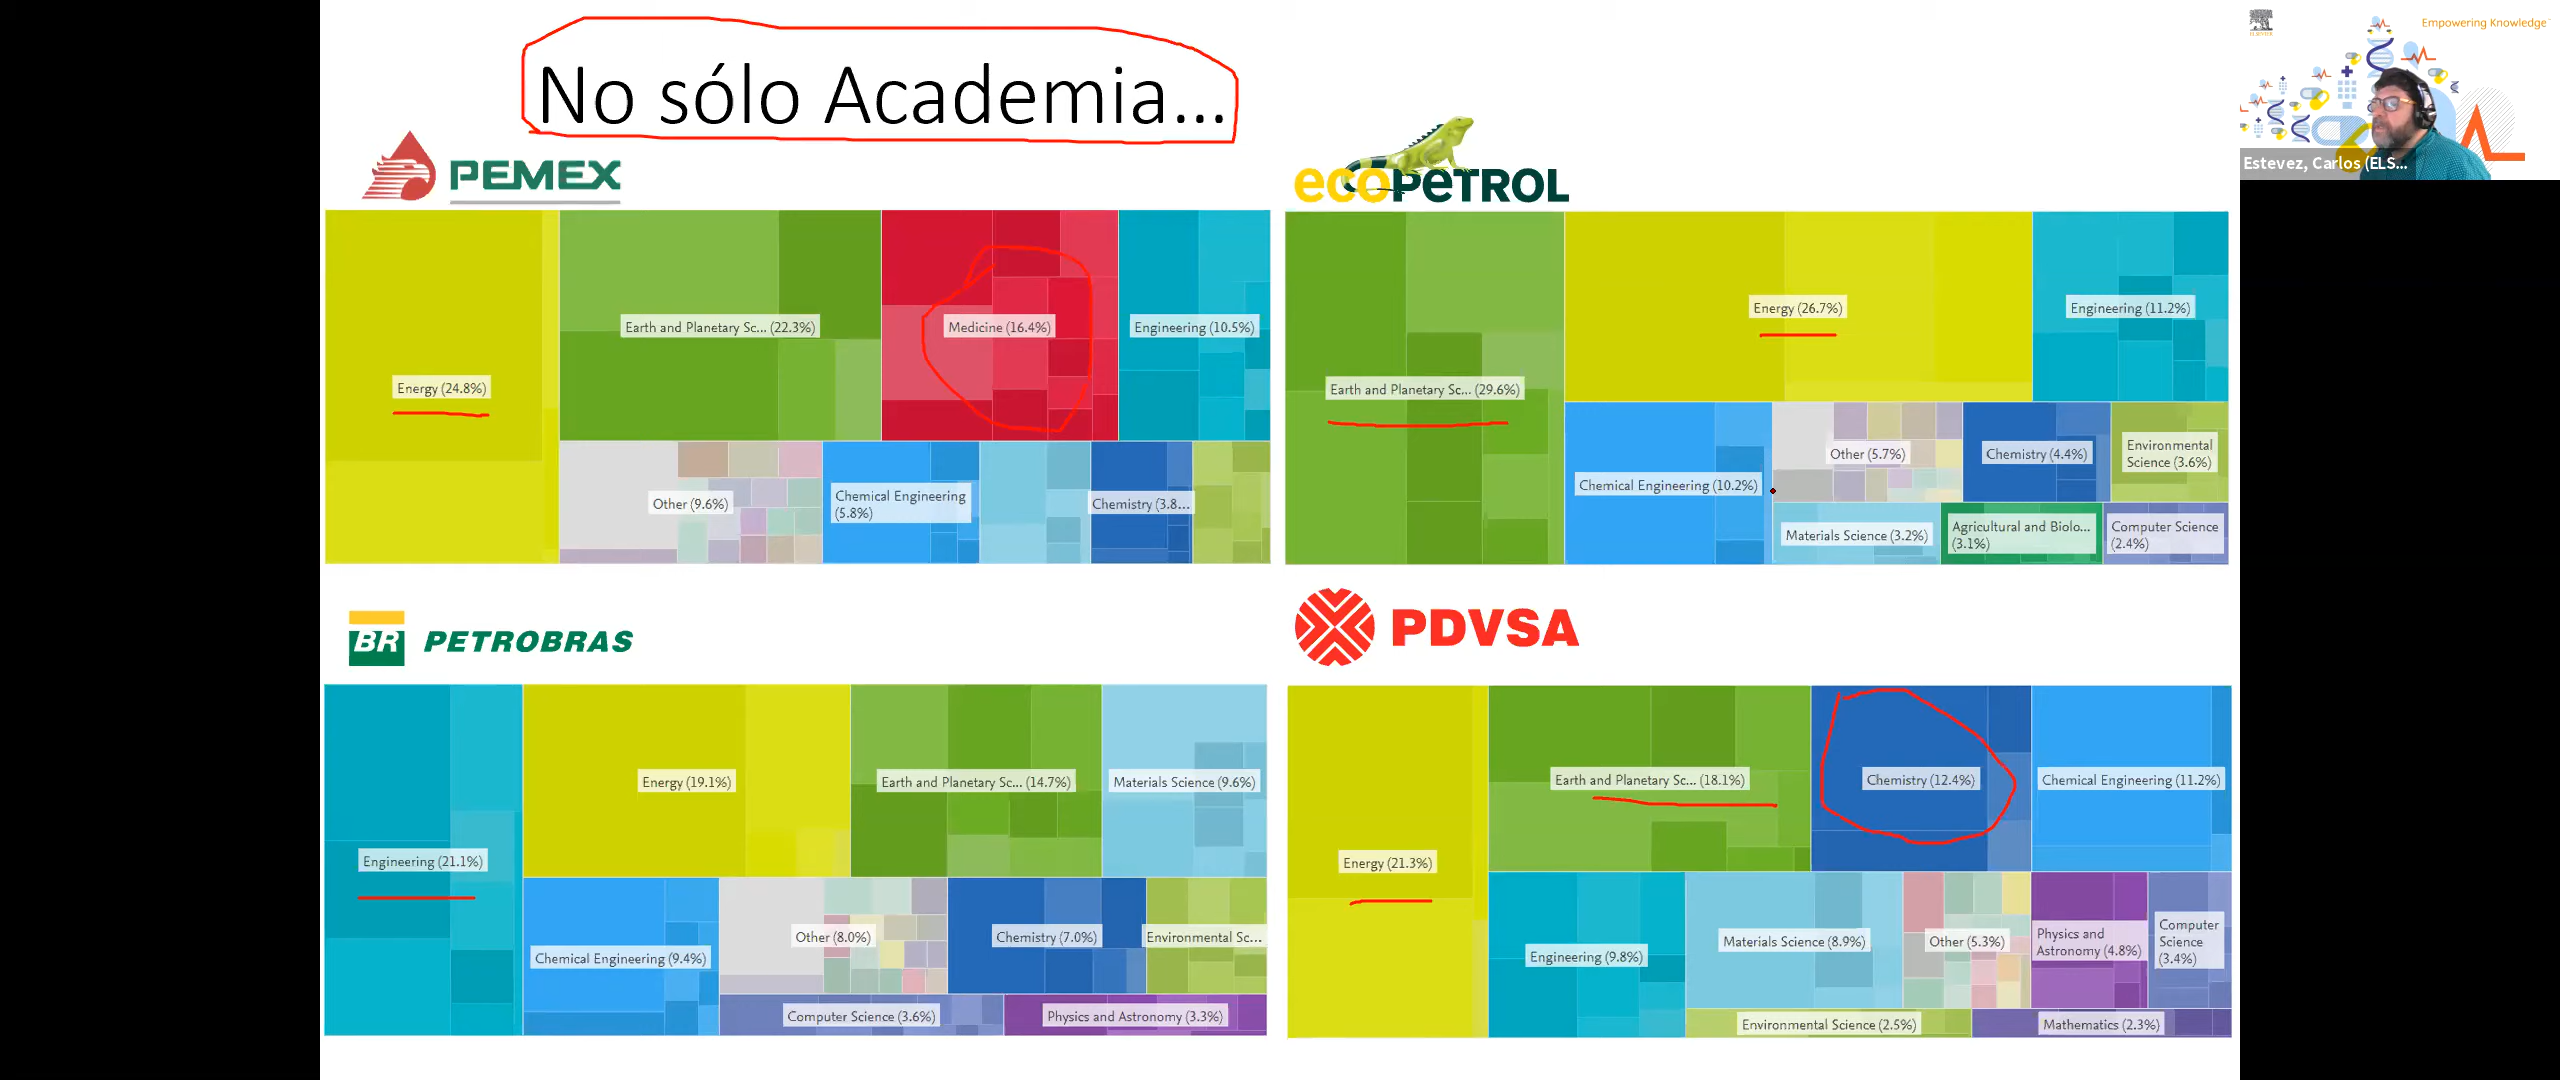 No sólo Academia...
Empowering Knowledge
ELSEVIER
Estevez, Carlos (ELS...
PEMEX
Energy (24.8%)
Earth and Planetary Sc... (22.3%)
Medicine (16.4%)
Engineering (10.5%)
Other (9.6%)
Chemical Engineering
(5.8%)
Chemistry (3.8...
ecoPETROL
Earth and Planetary Sc... (29.6%)
Energy (26.7%)
Engineering (11.2%)
Chemical Engineering (10.2%)
Other (5.7%)
Chemistry (4.4%)
Environmental
Science (3.6%)
Materials Science (3.2%)
Agricultural and Biolo...
(3.1%)
Computer Science
(2.4%)
BR PETROBRAS
Engineering (21.1%)
Energy (19.1%)
Earth and Planetary Sc... (14.7%)
Materials Science (9.6%)
Chemical Engineering (9.4%)
Other (8.0%)
Chemistry (7.0%)
Environmental Sc...
Computer Science (3.6%)
Physics and Astronomy (3.3%)
PDVSA
Energy (21.3%)
Earth and Planetary Sc... (18.1%)
Chemistry (12.4%)
Chemical Engineering (11.2%)
Engineering (9.8%)
Materials Science (8.9%)
Other (5.3%)
Physics and
Astronomy (4.8%)
Computer
Science
(3.4%)
Environmental Science (2.5%)
Mathematics (2.3%)